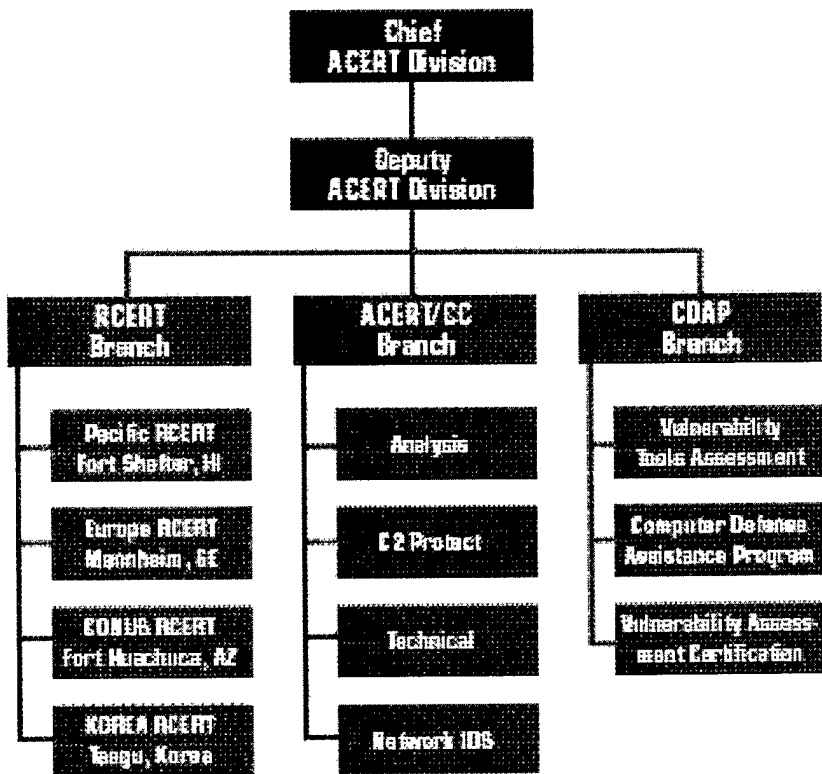 Chief
ACERT Division
Deputy
ACERT Division
RCERT
Branch
ACERT/CC
Branch
CDAP
Branch
Pacific RCERT
Fort Shafter, HI
Europe RCERT
Mannheim, GE
CONUS RCERT
Fort Huachuca, AZ
KOREA RCERT
Taegu, Korea
Analysis
C2 Protect
Technical
Network IDS
Vulnerability
Tools Assessment
Computer Defense
Assistance Program
Vulnerability Assess-
ment Certification